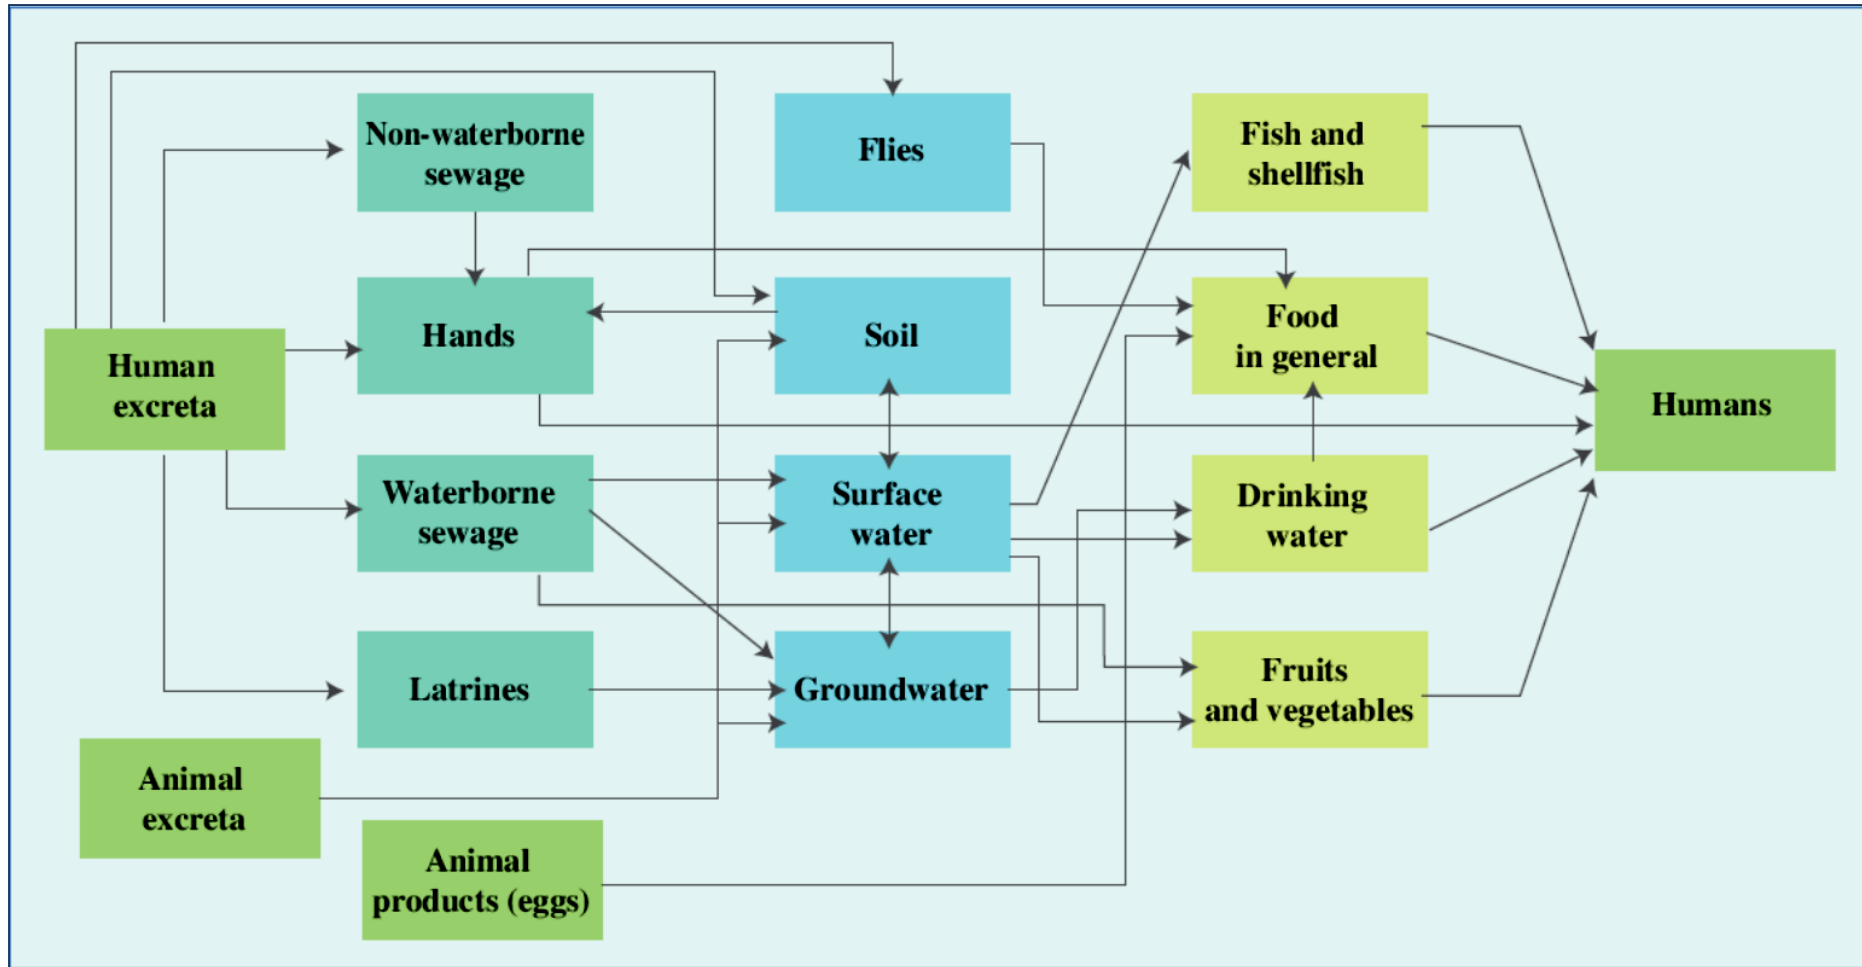 Non-waterborne
sewage
Flies
Fish and
shellfish
Human
excreta
Hands
Soil
Food
in general
Humans
Waterborne
sewage
Surface
water
Drinking
water
Latrines
Groundwater
Fruits
and vegetables
Animal
excreta
Animal
products (eggs)